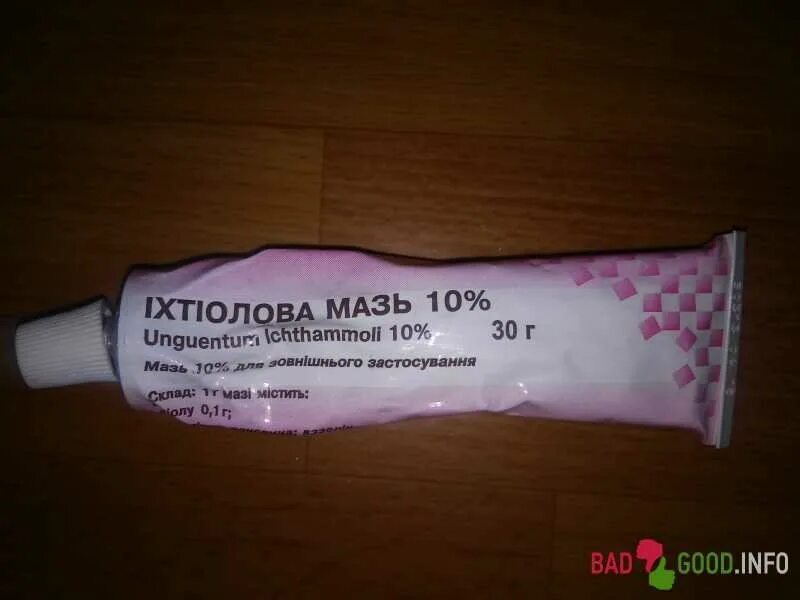 ІХТІОЛОВА МАЗЬ 10%
Unguentum Ichthammoli 10% 30 г
Мазь 10% для зовнішнього застосування
Склад: 1 г мазі містить:
0,1 г;
BAD GOOD.INFO